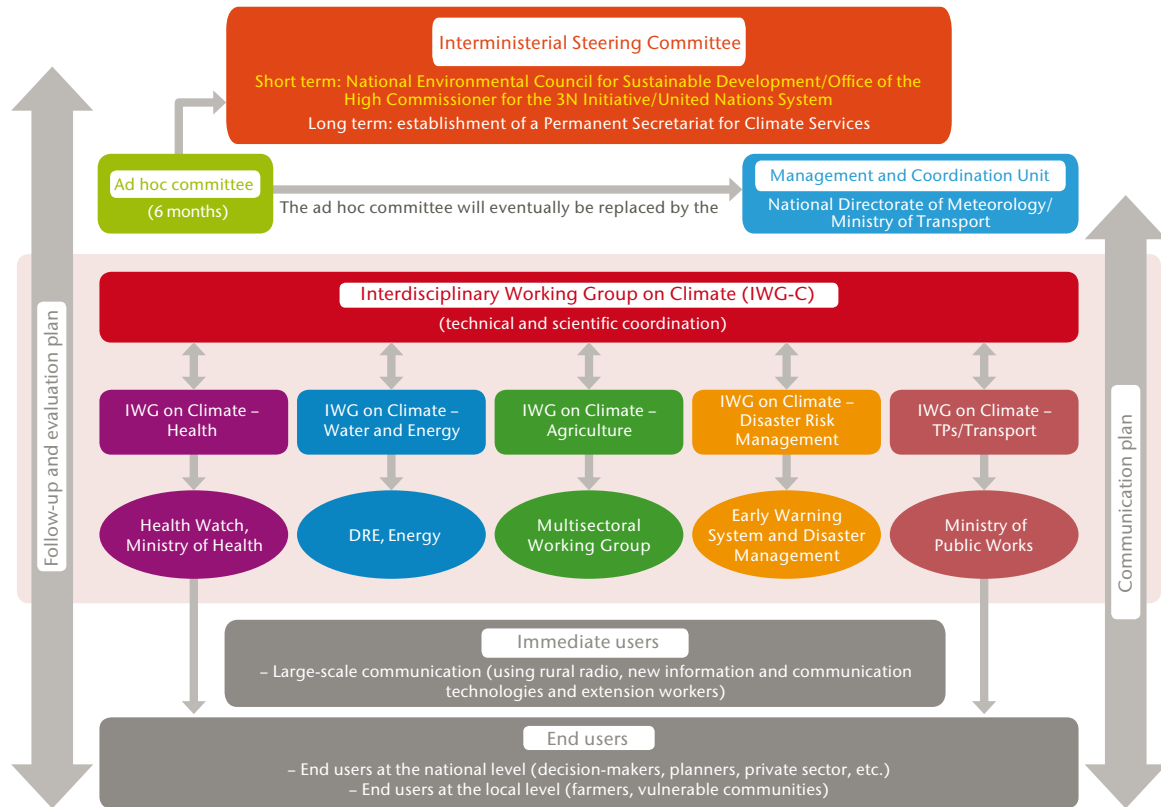 Interministerial Steering Committee
Short term: National Environmental Council for Sustainable Development/Office of the
High Commissioner for the 3N Initiative/United Nations System
Long term: establishment of a Permanent Secretariat for Climate Services
Ad hoc committee
(6 months)
The ad hoc committee will eventually be replaced by the
Management and Coordination Unit
National Directorate of Meteorology/
Ministry of Transport
Follow-up and evaluation plan
Communication plan
Interdisciplinary Working Group on Climate (IWG-C)
(technical and scientific coordination)
IWG on Climate –
Health
IWG on Climate –
Water and Energy
IWG on Climate –
Agriculture
IWG on Climate –
Disaster Risk
Management
IWG on Climate –
TPs/Transport
Health Watch,
Ministry of Health
DRE, Energy
Multisectoral
Working Group
Early Warning
System and Disaster
Management
Ministry of
Public Works
Immediate users
– Large-scale communication (using rural radio, new information and communication
technologies and extension workers)
End users
– End users at the national level (decision-makers, planners, private sector, etc.)
– End users at the local level (farmers, vulnerable communities)